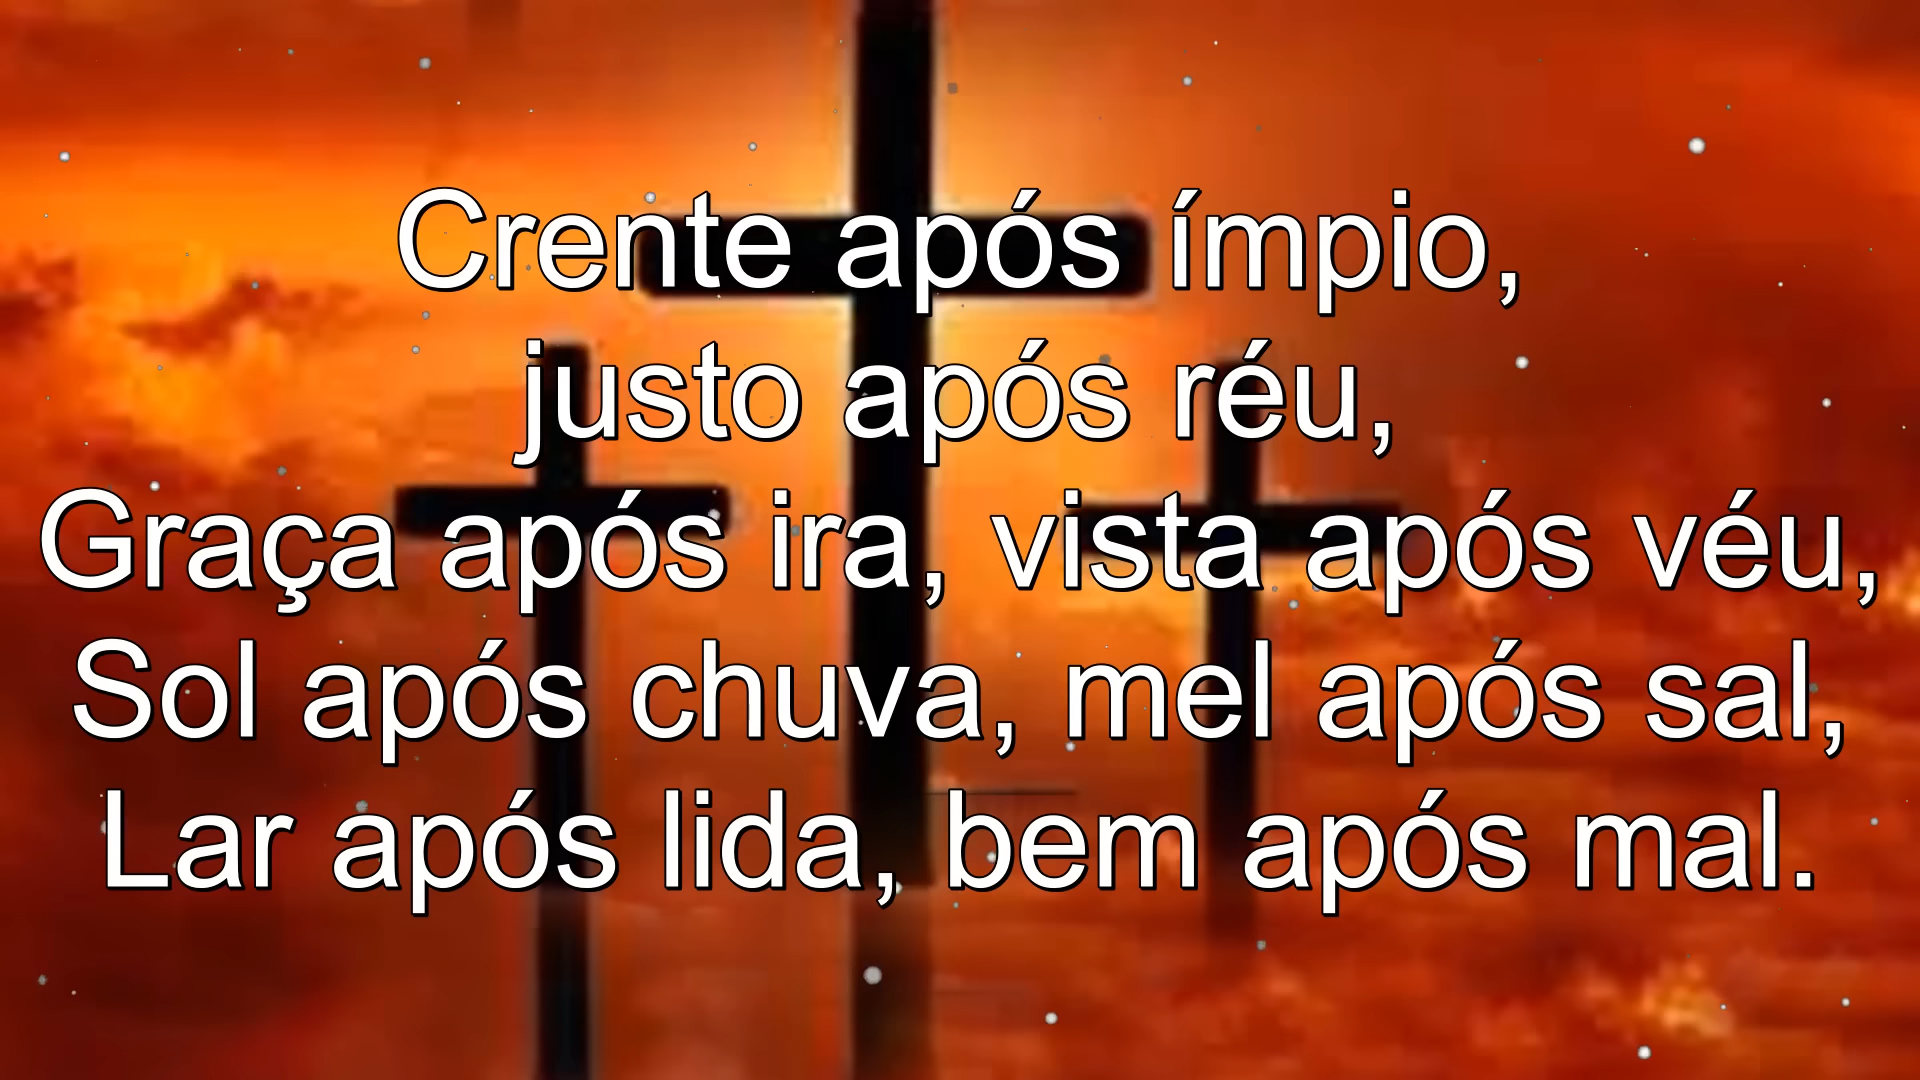 Crente após ímpio,
justo após réu,
Graça após ira, vista após véu,
Sol após chuva, mel após sal,
Lar após lida, bem após mal.